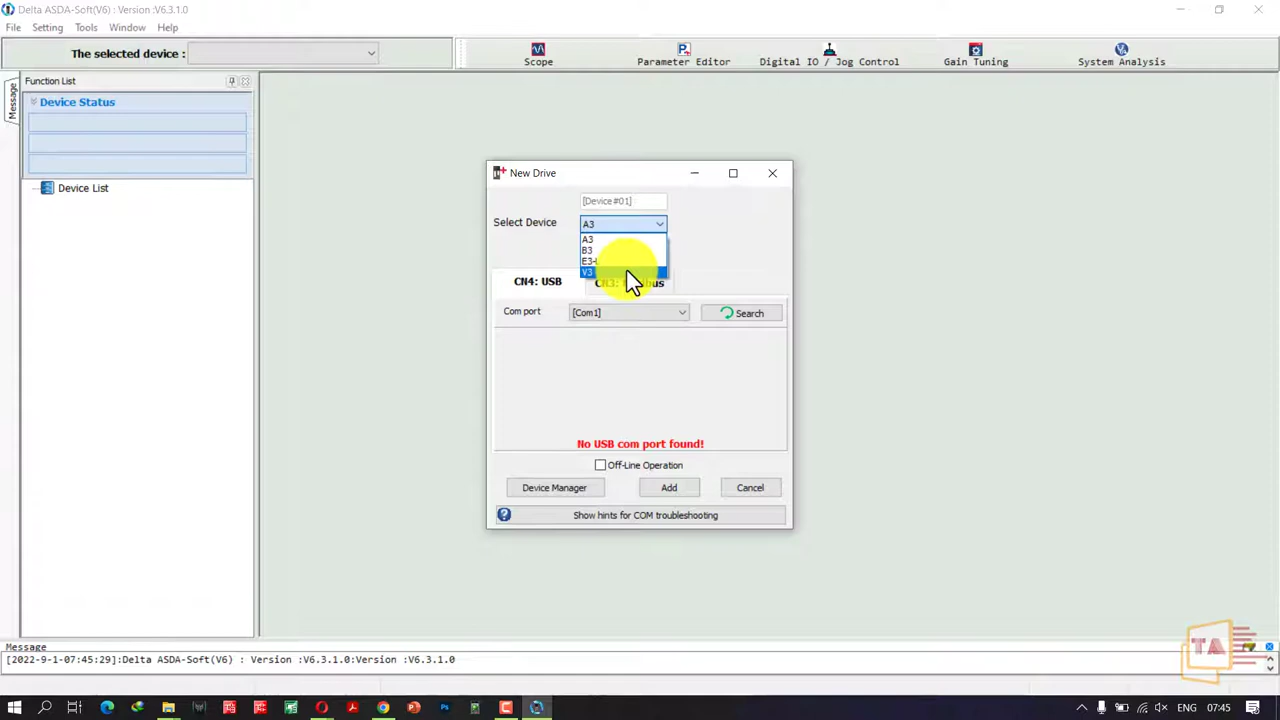 Delta ASDA-Soft(V6) : Version :V6.3.1.0
File Setting Tools Window Help
The selected device :
Scope
Parameter Editor
Digital IO / Jog Control
Gain Tuning
System Analysis
Message
Function List
Device Status
Device List
New Drive
[Device#01]
Select Device
A3
A3
B3
V3
CN4: USB
Com port
[Com1]
Search
No USB com port found!
Off-Line Operation
Device Manager
Add
Cancel
Show hints for COM troubleshooting
Message
[2022-9-1-07:45:29]:Delta ASDA-Soft(V6) : Version :V6.3.1.0:Version :V6.3.1.0
TA
ENG
07:45